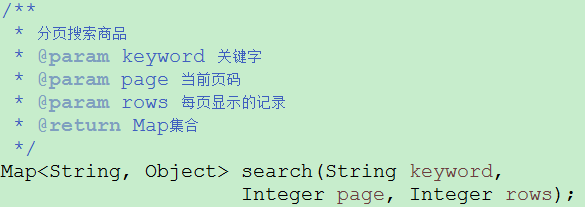 /**
 * 分页搜索商品
 * @param keyword 关键字
 * @param page 当前页码
 * @param rows 每页显示的记录
 * @return Map集合
 */
Map<String, Object> search(String keyword,
                    Integer page, Integer rows);